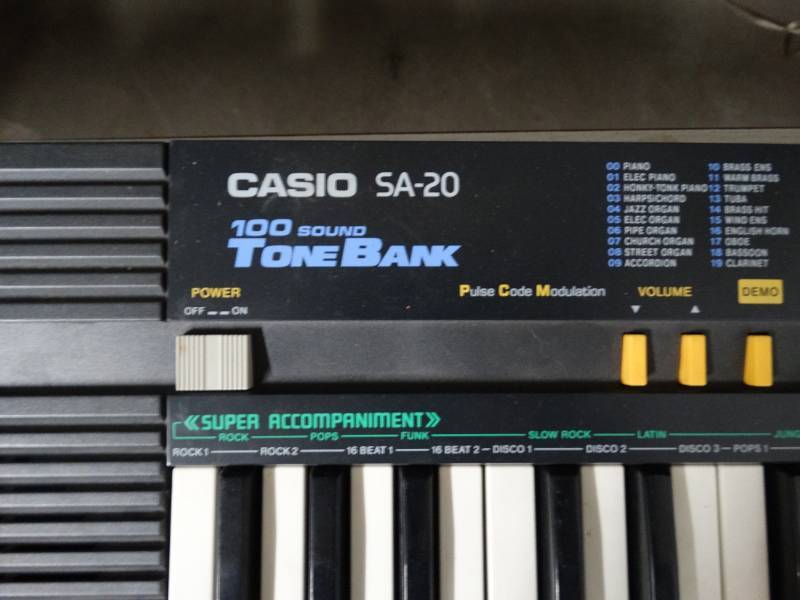 CASIO SA-20
100 SOUND
TONE BANK
00 PIANO 10 BRASS ENS
01 ELEC PIANO 11 WARM BRASS
02 HONKY-TONK PIANO 12 TRUMPET
03 HARPSICHORD 13 TUBA
04 JAZZ ORGAN 14 BRASS HIT
05 ELEC ORGAN 15 WIND ENS
06 PIPE ORGAN 16 ENGLISH HORN
07 CHURCH ORGAN 17 OBOE
08 STREET ORGAN 18 BASSOON
09 ACCORDION 19 CLARINET
POWER Pulse Code Modulation VOLUME DEMO
OFF ON ▼ ▲
SUPER ACCOMPANIMENT
ROCK POPS FUNK SLOW ROCK LATIN
ROCK 1 ROCK 2 16 BEAT 1 16 BEAT 2 DISCO 1 DISCO 2 DISCO 3 POPS 1